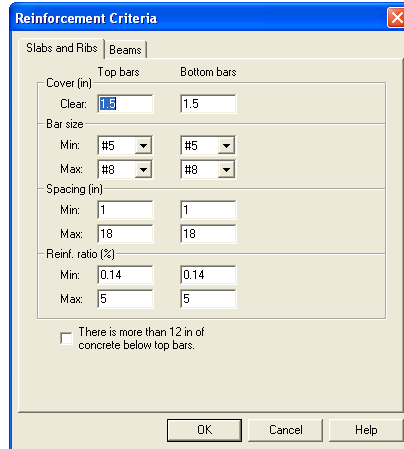 Reinforcement Criteria
Slabs and Ribs Beams
Top bars Bottom bars
Cover (in)
Clear: 1.5 1.5
Bar size
Min: #5 #5
Max: #8 #8
Spacing (in)
Min: 1 1
Max: 18 18
Reinf. ratio (%)
Min: 0.14 0.14
Max: 5 5
There is more than 12 in of
concrete below top bars.
OK Cancel Help